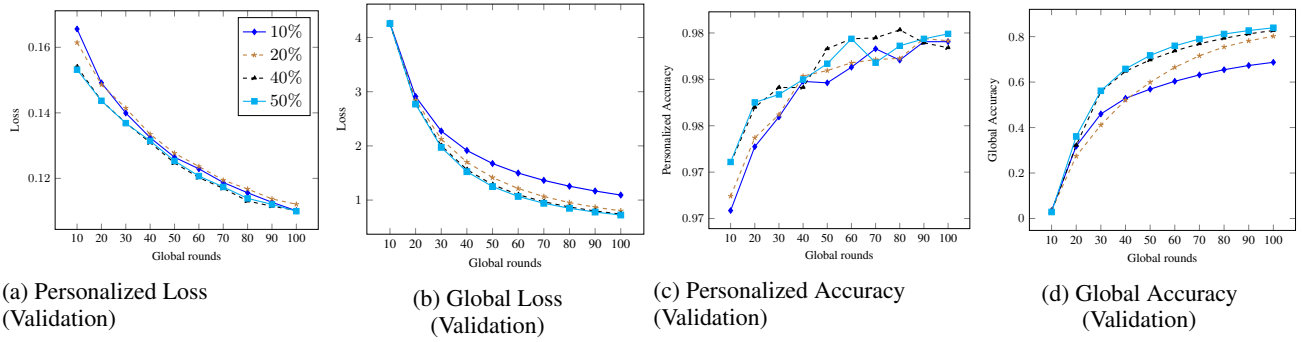 0.16
0.14
0.12
Loss
10 20 30 40 50 60 70 80 90 100
Global rounds
10%
20%
40%
50%
(a) Personalized Loss
(Validation)
4
3
2
1
Loss
10 20 30 40 50 60 70 80 90 100
Global rounds
(b) Global Loss
(Validation)
0.98
0.98
0.98
0.97
0.97
Personalized Accuracy
10 20 30 40 50 60 70 80 90 100
Global rounds
(c) Personalized Accuracy
(Validation)
0.8
0.6
0.4
0.2
0
Global Accuracy
10 20 30 40 50 60 70 80 90 100
Global rounds
(d) Global Accuracy
(Validation)